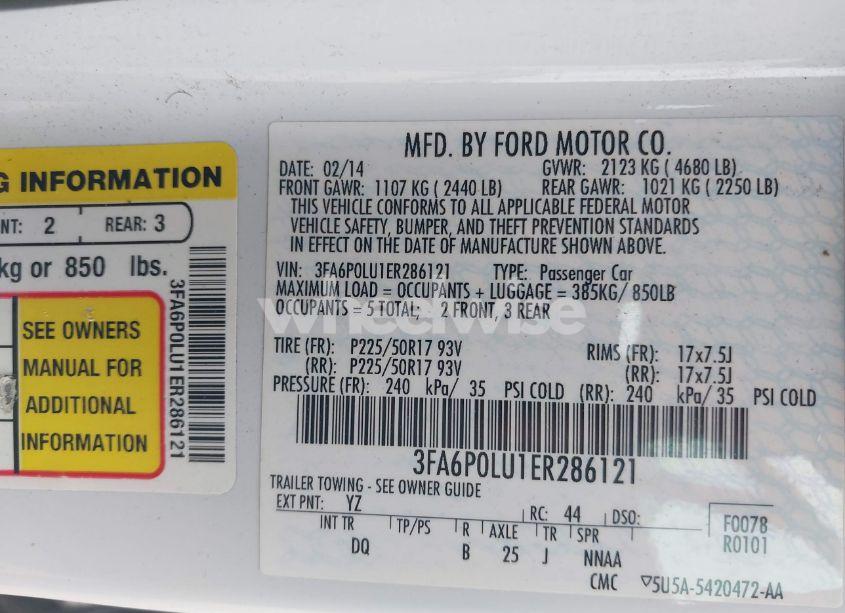 G INFORMATION
NT: 2 REAR: 3
kg or 850 lbs.
SEE OWNERS
MANUAL FOR
ADDITIONAL
INFORMATION
3FA6P0LU1ER286121
MFD. BY FORD MOTOR CO.
DATE: 02/14 GVWR: 2123 KG ( 4680 LB)
FRONT GAWR: 1107 KG ( 2440 LB) REAR GAWR: 1021 KG ( 2250 LB)
THIS VEHICLE CONFORMS TO ALL APPLICABLE FEDERAL MOTOR
VEHICLE SAFETY, BUMPER, AND THEFT PREVENTION STANDARDS
IN EFFECT ON THE DATE OF MANUFACTURE SHOWN ABOVE.
VIN: 3FA6P0LU1ER286121 TYPE: Passenger Car
MAXIMUM LOAD = OCCUPANTS + LUGGAGE = 385KG/ 850LB
OCCUPANTS = 5 TOTAL; 2 FRONT, 3 REAR
wheelwise
TIRE (FR): P225/50R17 93V RIMS (FR): 17x7.5J
(RR): P225/50R17 93V (RR): 17x7.5J
PRESSURE (FR): 240 kPa/ 35 PSI COLD (RR): 240 kPa/ 35 PSI COLD
3FA6P0LU1ER286121
TRAILER TOWING - SEE OWNER GUIDE
EXT PNT: YZ RC: 44 DSO: F0078
INT TR TP/PS R AXLE TR SPR R0101
DQ B 25 J NNAA
CMC ▽5U5A-5420472-AA